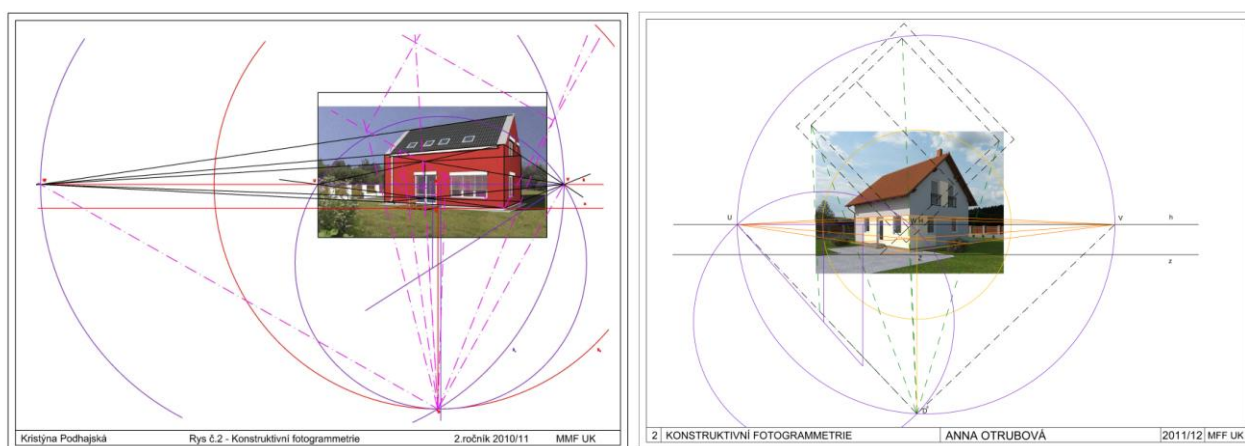 Kristýna Podhajská Rys č.2 - Konstruktivní fotogrammetrie 2.ročník 2010/11 MMF UK
U
W H
V
h
Z
z
D
2 KONSTRUKTIVNÍ FOTOGRAMMETRIE ANNA OTRUBOVÁ 2011/12 MFF UK